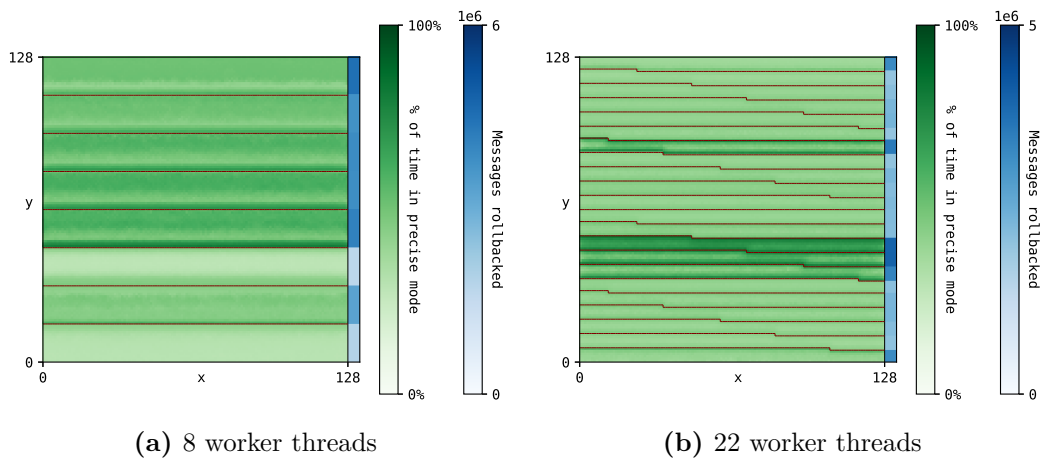 128
y
0
0
x
128
100%
% of time in precise mode
0%
1e6
6
Messages rollbacked
0
(a) 8 worker threads
128
y
0
0
x
128
100%
% of time in precise mode
0%
1e6
5
Messages rollbacked
0
(b) 22 worker threads